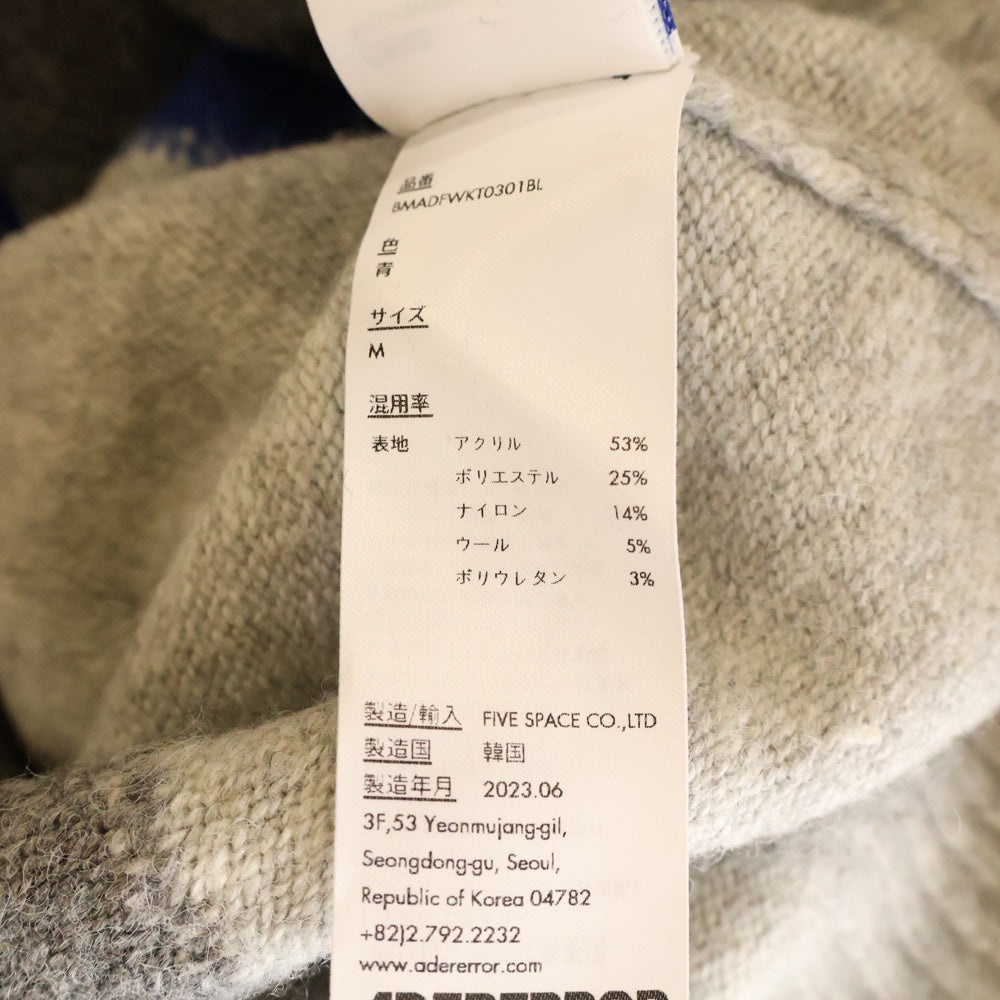 品番
BMADFWKT0301BL
色
青
サイズ
M
混用率
表地 アクリル 53%
ポリエステル 25%
ナイロン 14%
ウール 5%
ポリウレタン 3%
製造/輸入 FIVE SPACE CO.,LTD
製造国 韓国
製造年月 2023.06
3F,53 Yeonmujang-gil,
Seongdong-gu, Seoul,
Republic of Korea 04782
+82)2.792.2232
www.adererror.com
ADERERROR